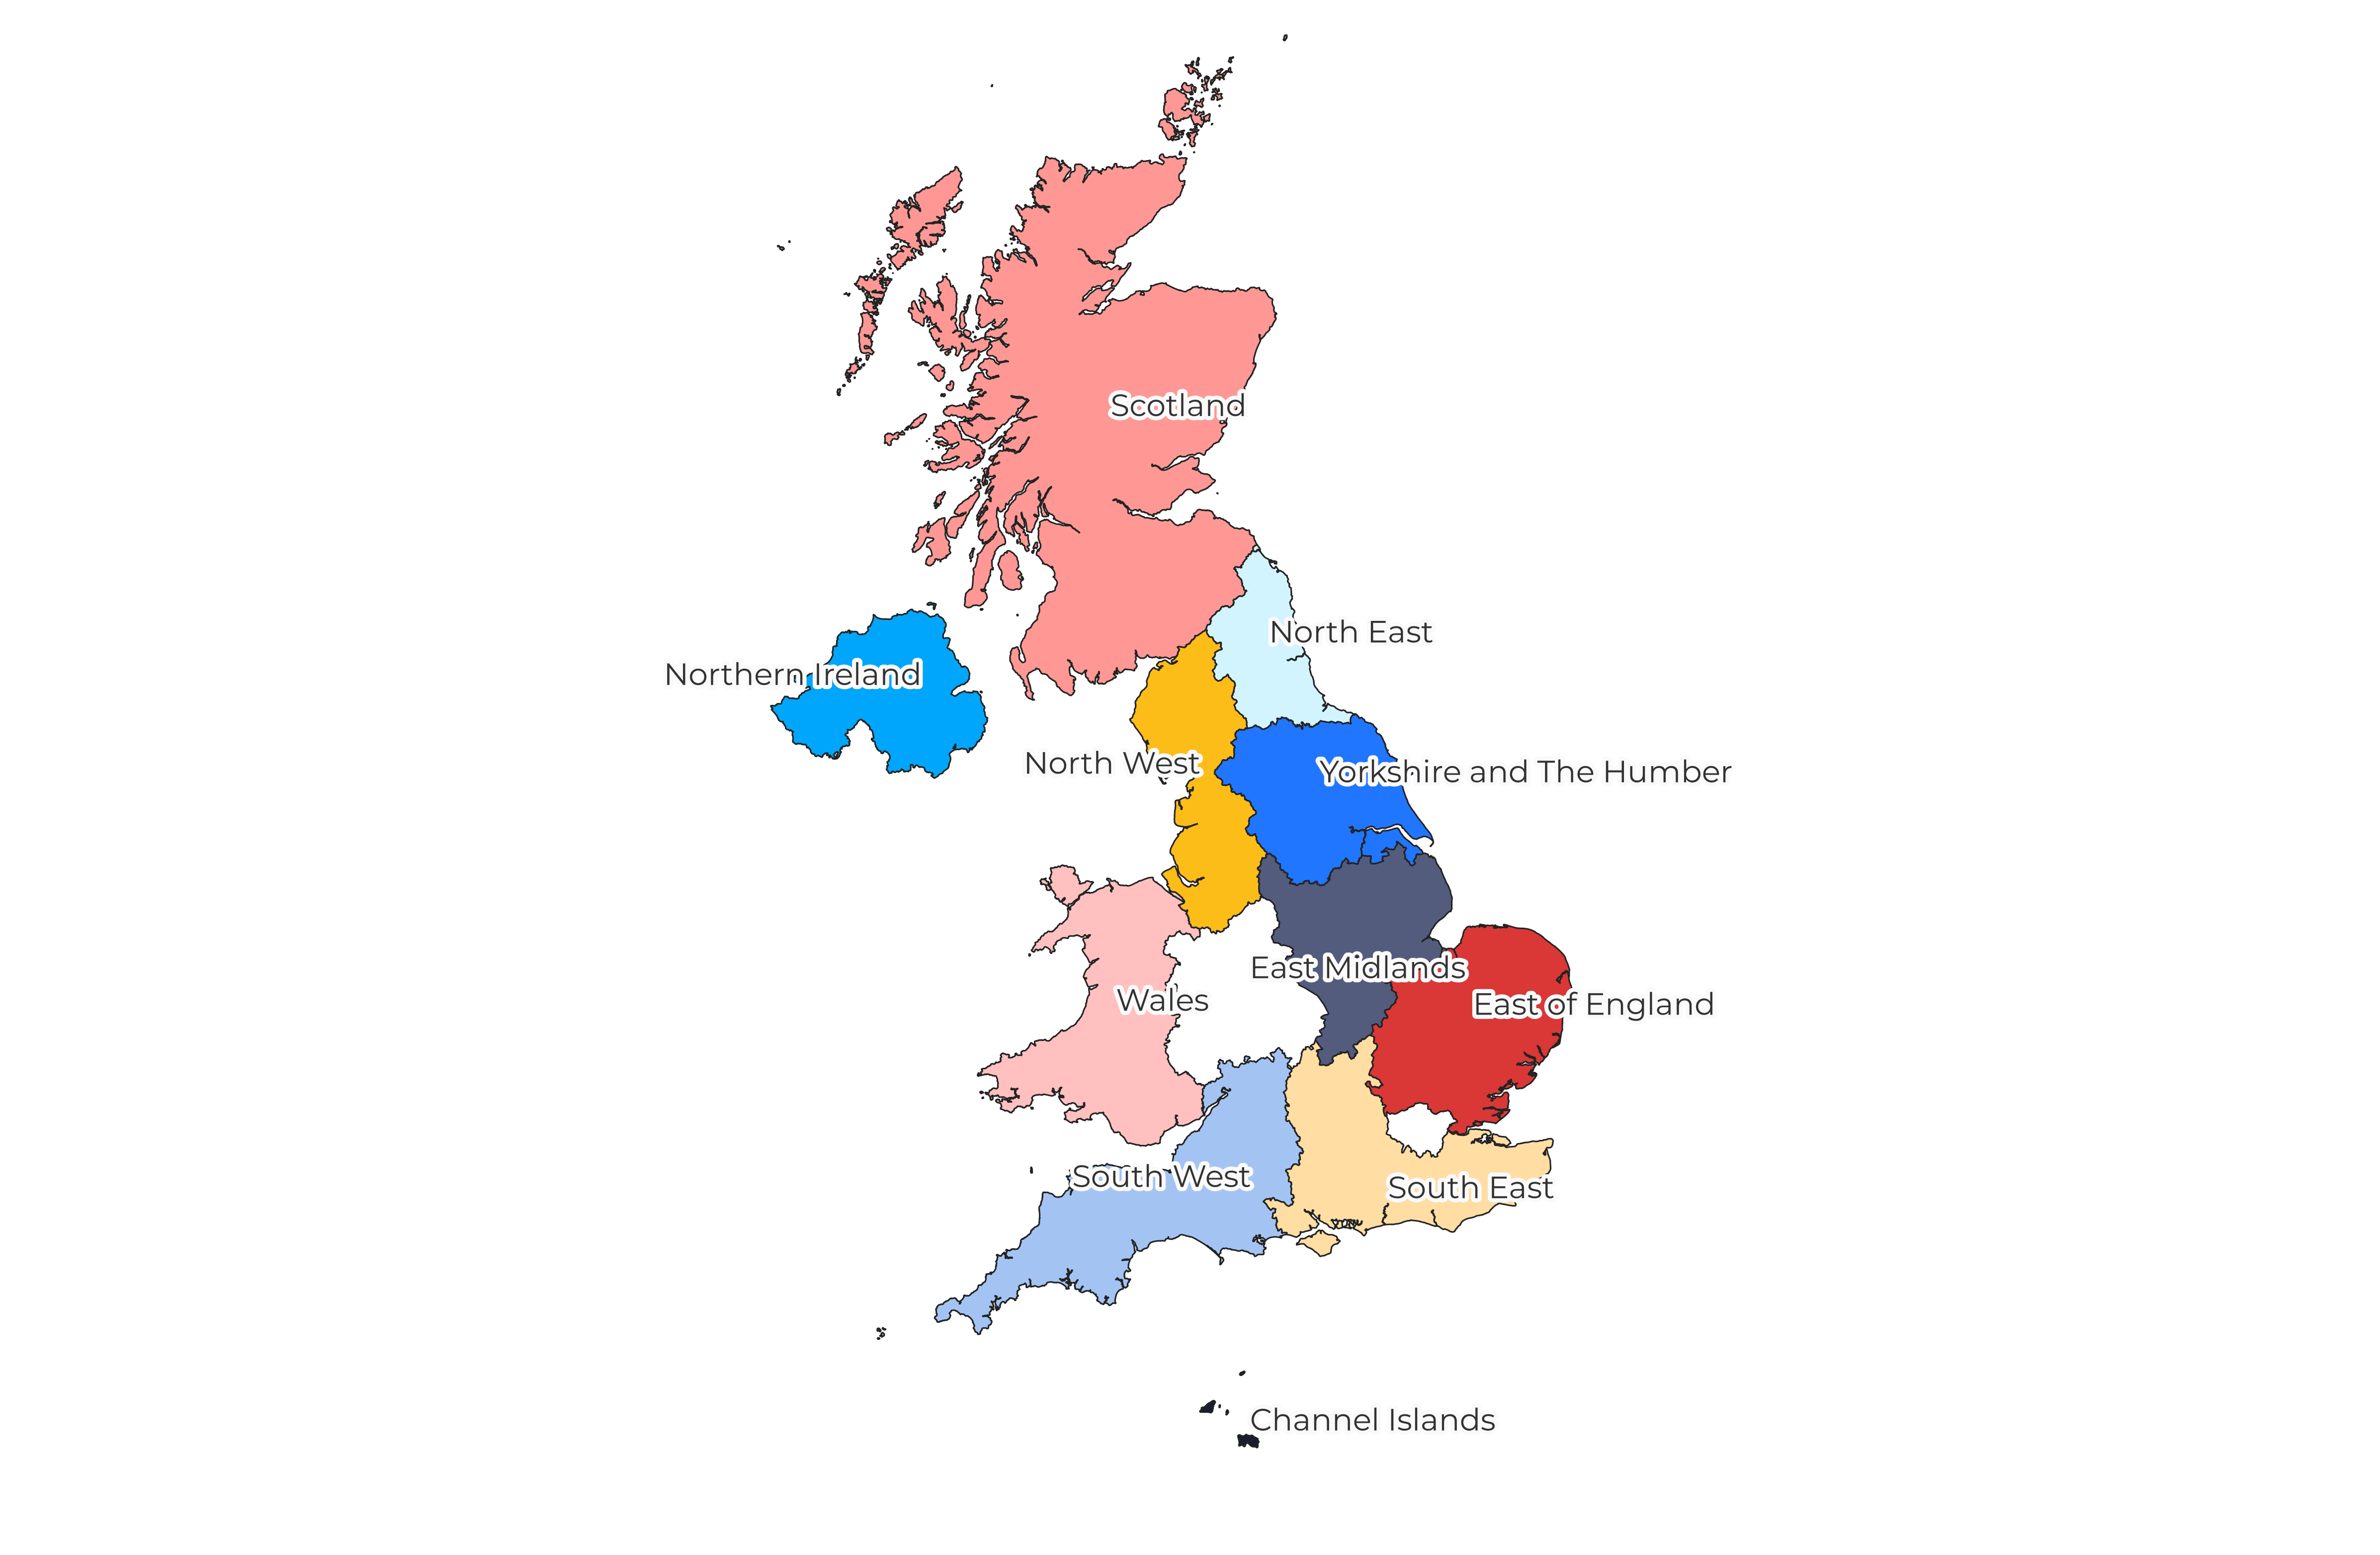 Scotland
North East
Northern Ireland
North West
Yorkshire and The Humber
East Midlands
Wales
East of England
South West
South East
Channel Islands